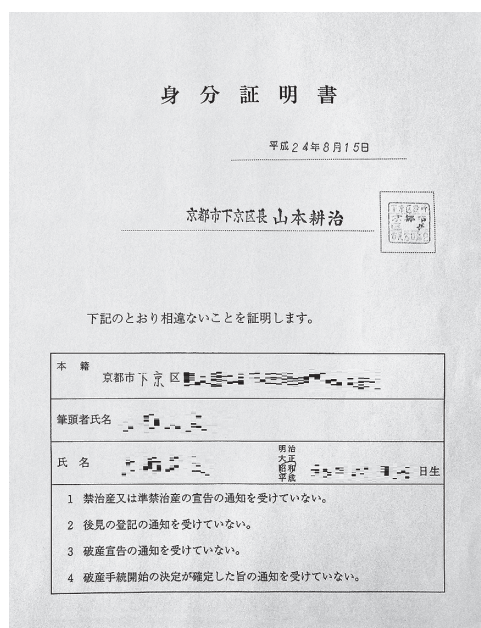 身分証明書
平成24年8月15日
京都市下京区長 山本耕治
下記のとおり相違ないことを証明します。
本籍 京都市下京区
筆頭者氏名
氏名 明治 大正 昭和 平成 日生
1 禁治産又は準禁治産の宣告の通知を受けていない。
2 後見の登記の通知を受けていない。
3 破産宣告の通知を受けていない。
4 破産手続開始の決定が確定した旨の通知を受けていない。